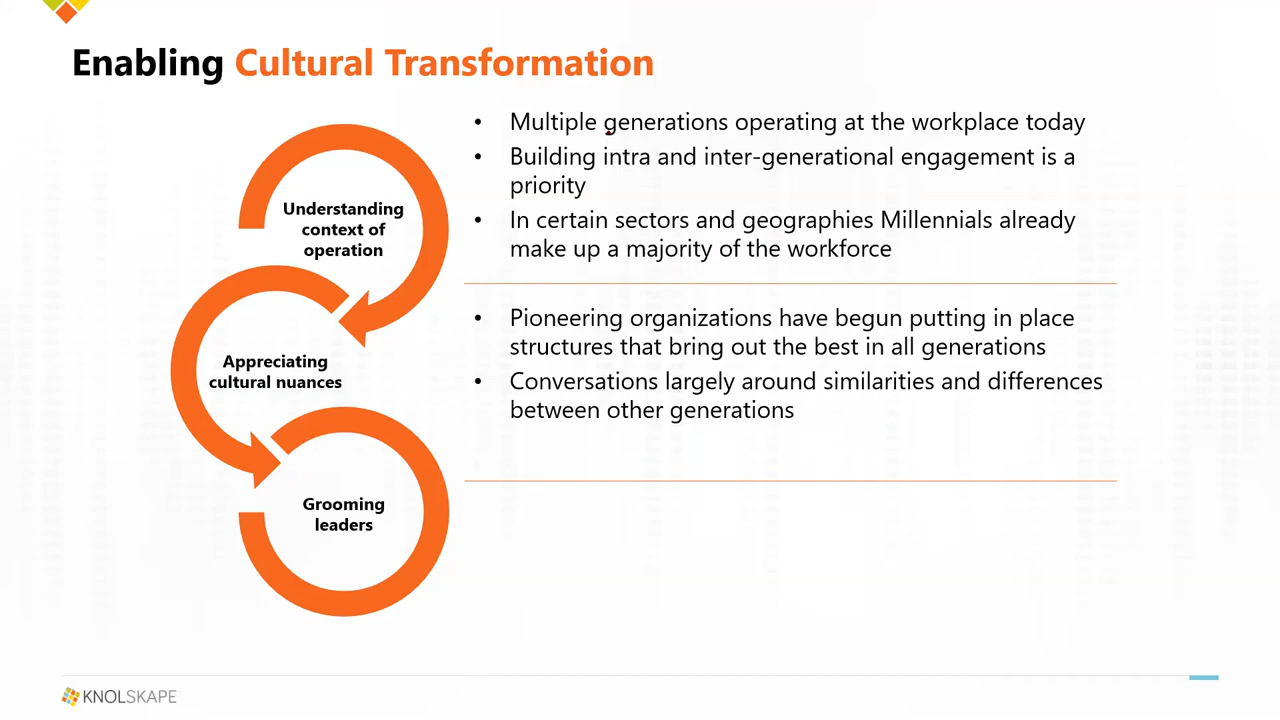 Enabling Cultural Transformation
Understanding
context of
operation
• Multiple generations operating at the workplace today
• Building intra and inter-generational engagement is a
priority
• In certain sectors and geographies Millennials already
make up a majority of the workforce
Appreciating
cultural nuances
• Pioneering organizations have begun putting in place
structures that bring out the best in all generations
• Conversations largely around similarities and differences
between other generations
Grooming
leaders
KNOLSKAPE